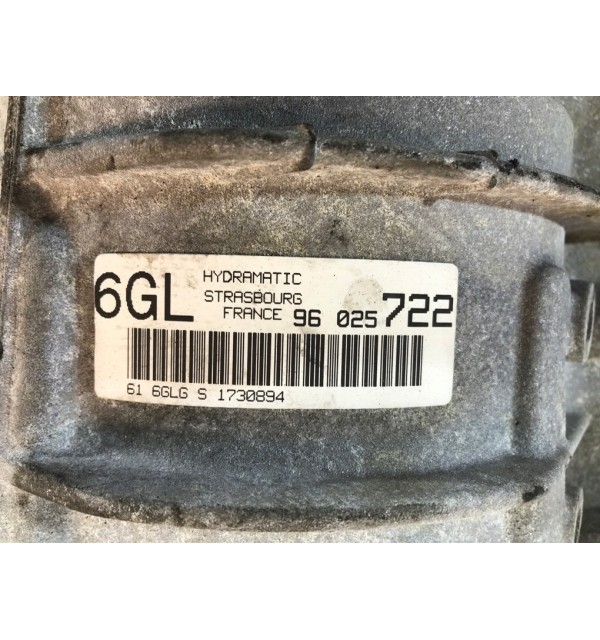 6GL HYDRAMATIC
STRASBOURG
FRANCE 96 025 722
61 6GLG S 1730894